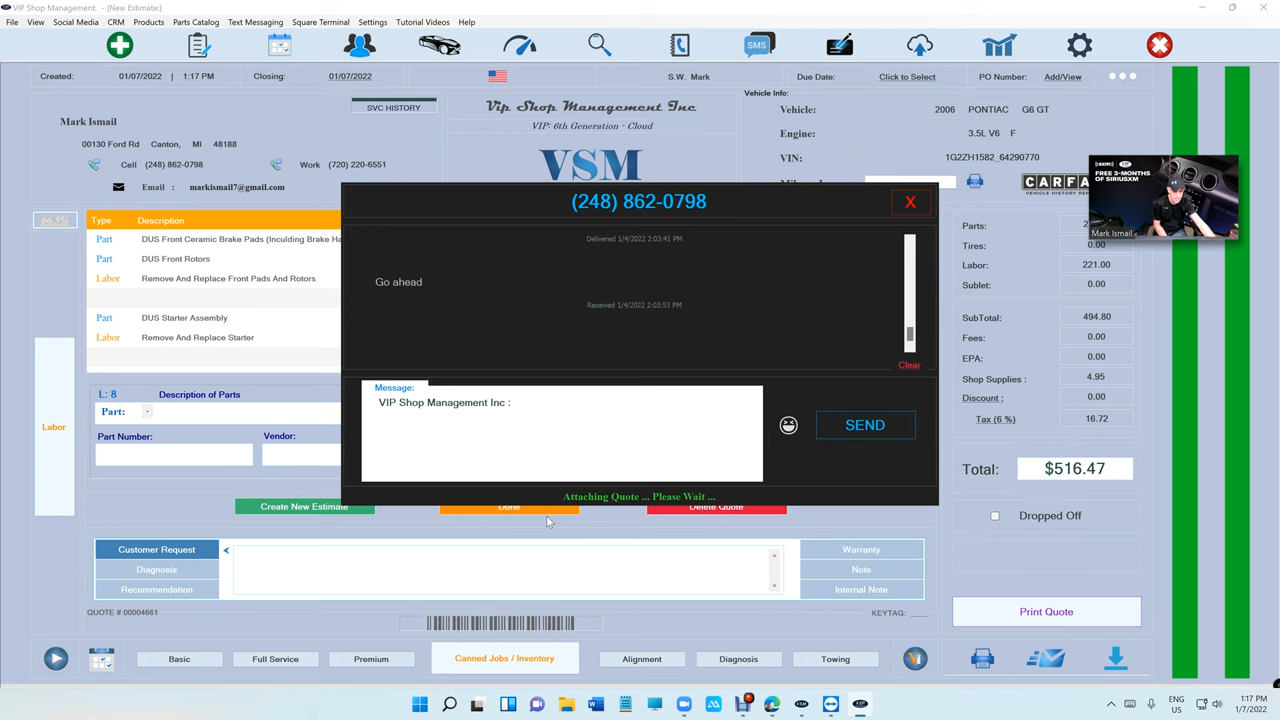 VIP Shop Management: - [New Estimate:]
File View Social Media CRM Products Parts Catalog Text Messaging Square Terminal Settings Tutorial Videos Help
SMS
Created: 01/07/2022 | 1:17 PM Closing: 01/07/2022 S.W. Mark Due Date: Click to Select PO Number: Add/View
SVC HISTORY
Vip Shop Management Inc
VIP: 6th Generation - Cloud
VSM
Vehicle Info:
Mark Ismail
00130 Ford Rd Canton, MI 48188
Cell (248) 862-0798 Work (720) 220-6551
Email : markismail7@gmail.com
Vehicle: 2006 PONTIAC G6 GT
Engine: 3.5L V6 F
VIN: 1G2ZH1582_64290770
CARFA
VEHICLE HISTORY REP
((sxm)) VIP
FREE 3-MONTHS
OF SIRIUSXM
Mark Ismail
66.5%
Type Description
Part DUS Front Ceramic Brake Pads (Inculding Brake Ha
Part DUS Front Rotors
Labor Remove And Replace Front Pads And Rotors
Part DUS Starter Assembly
Labor Remove And Replace Starter
Labor
L: 8 Description of Parts
Part: -
Part Number: Vendor:
(248) 862-0798
X
Delivered 1/4/2022 2:03:41 PM
Go ahead
Received 1/4/2022 2:03:53 PM
Clear
Message:
VIP Shop Management Inc :
SEND
Attaching Quote ... Please Wait ...
Parts:
Tires: 0.00
Labor: 221.00
Sublet: 0.00
SubTotal: 494.80
Fees: 0.00
EPA: 0.00
Shop Supplies : 4.95
Discount : 0.00
Tax (6 %) 16.72
Total: $516.47
Dropped Off
Create New Estimate Done Delete Quote
Customer Request
Diagnosis
Recommendation
Warranty
Note
Internal Note
QUOTE # 00004661
KEYTAG: ____
Print Quote
Basic Full Service Premium Canned Jobs / Inventory Alignment Diagnosis Towing
ENG
US
1:17 PM
1/7/2022